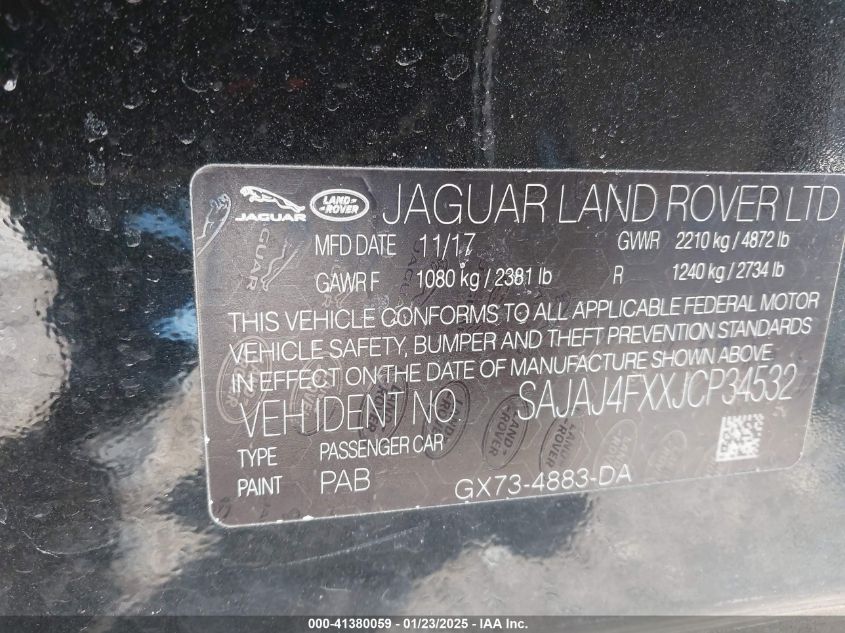 JAGUAR LAND-ROVER JAGUAR LAND ROVER LTD
MFD DATE 11/17 GVWR 2210 kg / 4872 lb
GAWR F 1080 kg / 2381 lb R 1240 kg / 2734 lb
THIS VEHICLE CONFORMS TO ALL APPLICABLE FEDERAL MOTOR
VEHICLE SAFETY, BUMPER AND THEFT PREVENTION STANDARDS
IN EFFECT ON THE DATE OF MANUFACTURE SHOWN ABOVE
VEH IDENT NO SAJAJ4FXXJCP34532
TYPE PASSENGER CAR
PAINT PAB GX73-4883-DA
000-41380059 — 01/23/2025 — © IAA Inc.